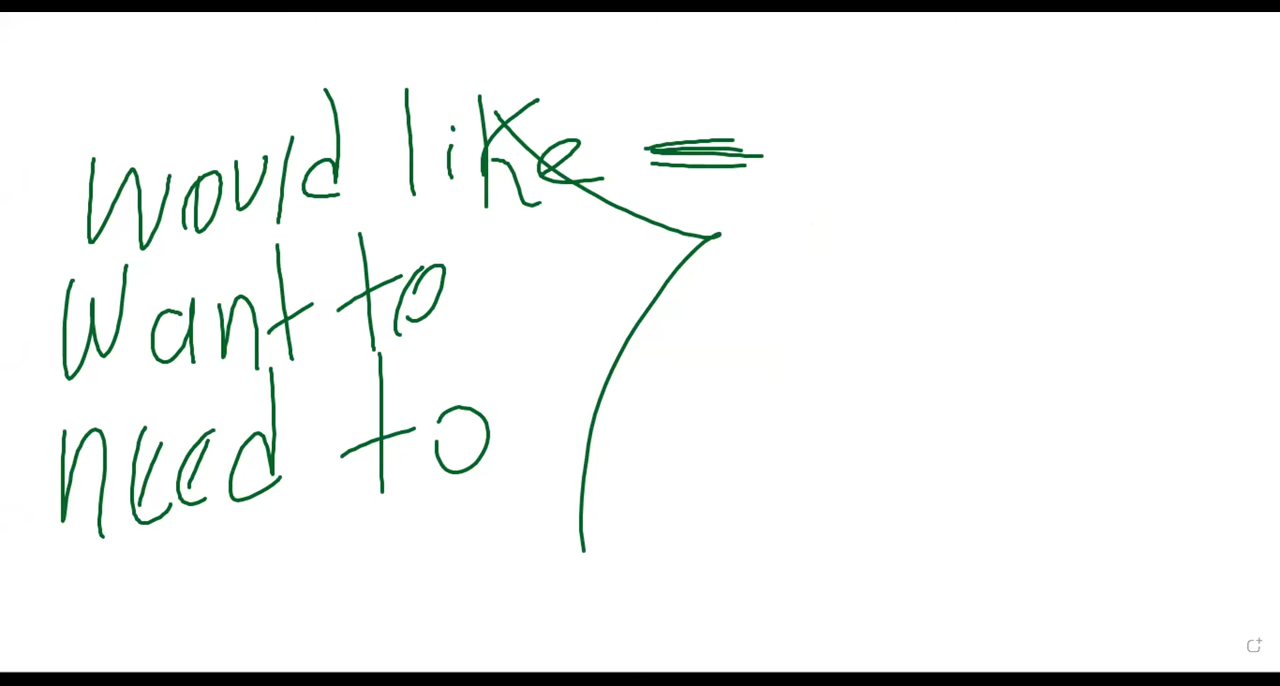 would like =
want to
need to